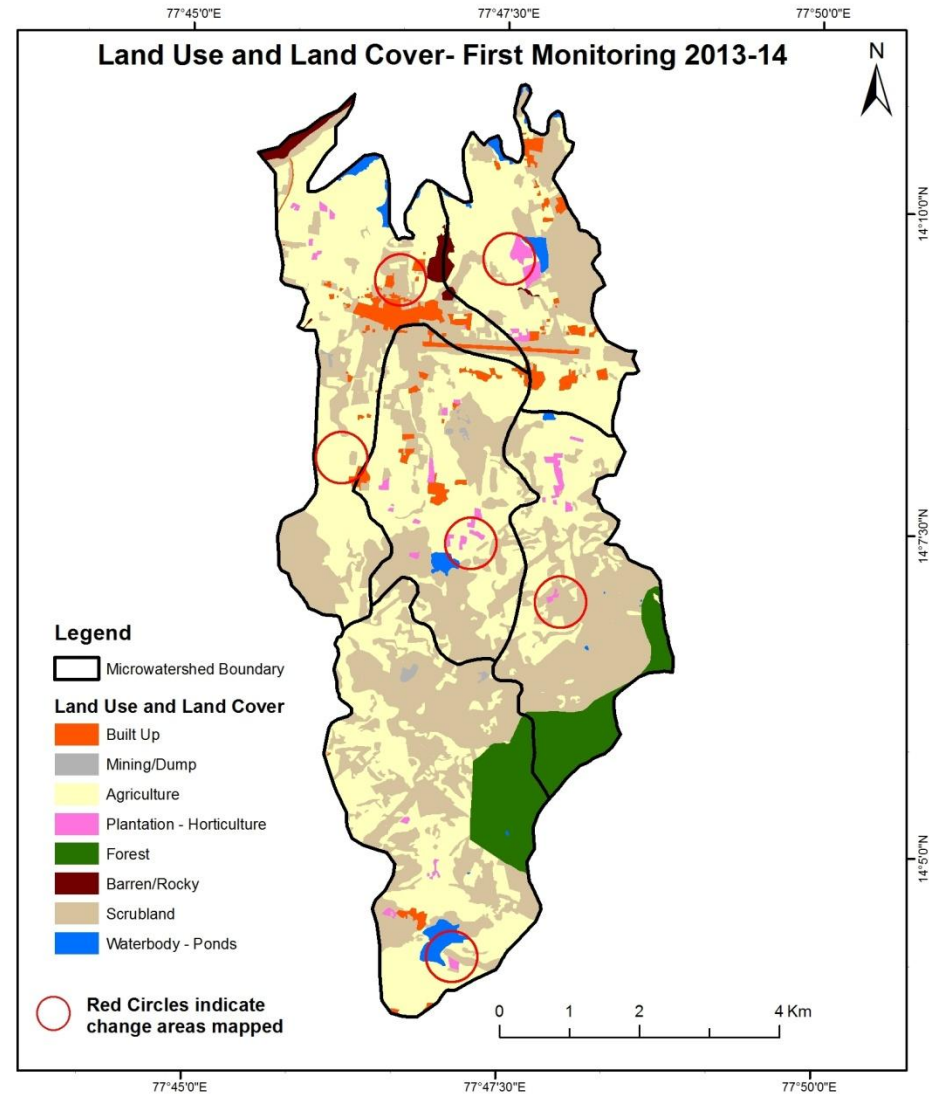 77°45'0"E 77°47'30"E 77°50'0"E
Land Use and Land Cover- First Monitoring 2013-14
N
14°10'0"N
14°7'30"N
14°5'0"N
Legend
Microwatershed Boundary
Land Use and Land Cover
Built Up
Mining/Dump
Agriculture
Plantation - Horticulture
Forest
Barren/Rocky
Scrubland
Waterbody - Ponds
Red Circles indicate
change areas mapped
0 1 2 4 Km
77°45'0"E 77°47'30"E 77°50'0"E